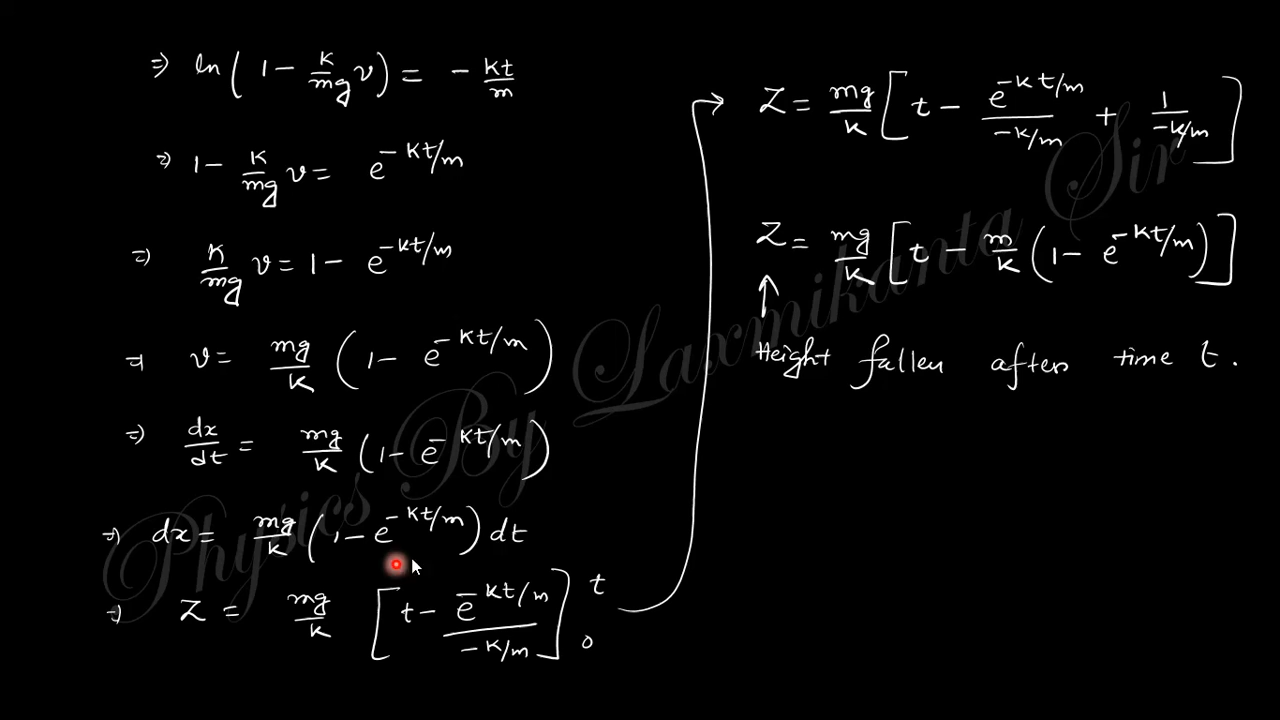 ⇒ ln(1 - k/mg v) = - kt/m
⇒ 1 - k/mg v = e^(-kt/m)
⇒ k/mg v = 1 - e^(-kt/m)
⇒ v = mg/k (1 - e^(-kt/m))
⇒ dx/dt = mg/k (1 - e^(-kt/m))
⇒ dx = mg/k (1 - e^(-kt/m)) dt
⇒ Z = mg/k [t - e^(-kt/m)/(-k/m)]_0^t
Z = mg/k [t - e^(-kt/m)/(-k/m) + 1/(-k/m)]
Z = mg/k [t - m/k (1 - e^(-kt/m))]
↑
Height fallen after time t.
Physics By Laxmikanta Sir